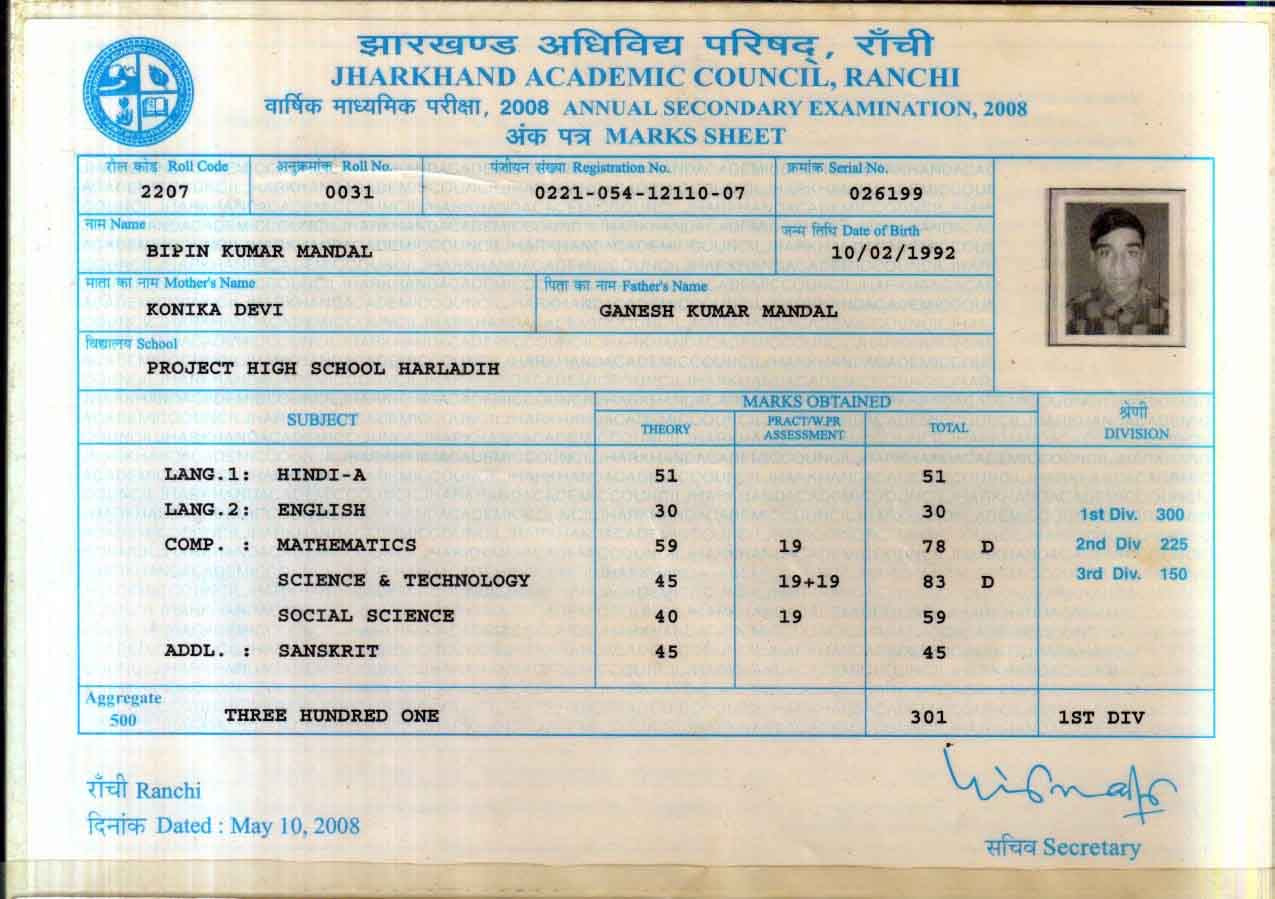 झारखण्ड अधिविद्य परिषद्, राँची
JHARKHAND ACADEMIC COUNCIL, RANCHI
वार्षिक माध्यमिक परीक्षा, 2008 ANNUAL SECONDARY EXAMINATION, 2008
अंक पत्र MARKS SHEET
रौल कोड़ Roll Code अनुक्रमांक Roll No. पंजीयन संख्या Registration No. क्रमांक Serial No.
2207 0031 0221-054-12110-07 026199
नाम Name जन्म तिथि Date of Birth
BIPIN KUMAR MANDAL 10/02/1992
माता का नाम Mother's Name पिता का नाम Father's Name
KONIKA DEVI GANESH KUMAR MANDAL
विद्यालय School
PROJECT HIGH SCHOOL HARLADIH
SUBJECT MARKS OBTAINED श्रेणी DIVISION
THEORY PRACT/W.PR ASSESSMENT TOTAL
LANG.1: HINDI-A 51 51
LANG.2: ENGLISH 30 30 1st Div. 300
COMP. : MATHEMATICS 59 19 78 D 2nd Div 225
SCIENCE & TECHNOLOGY 45 19+19 83 D 3rd Div. 150
SOCIAL SCIENCE 40 19 59
ADDL. : SANSKRIT 45 45
Aggregate
500 THREE HUNDRED ONE 301 1ST DIV
राँची Ranchi
दिनांक Dated : May 10, 2008
सचिव Secretary